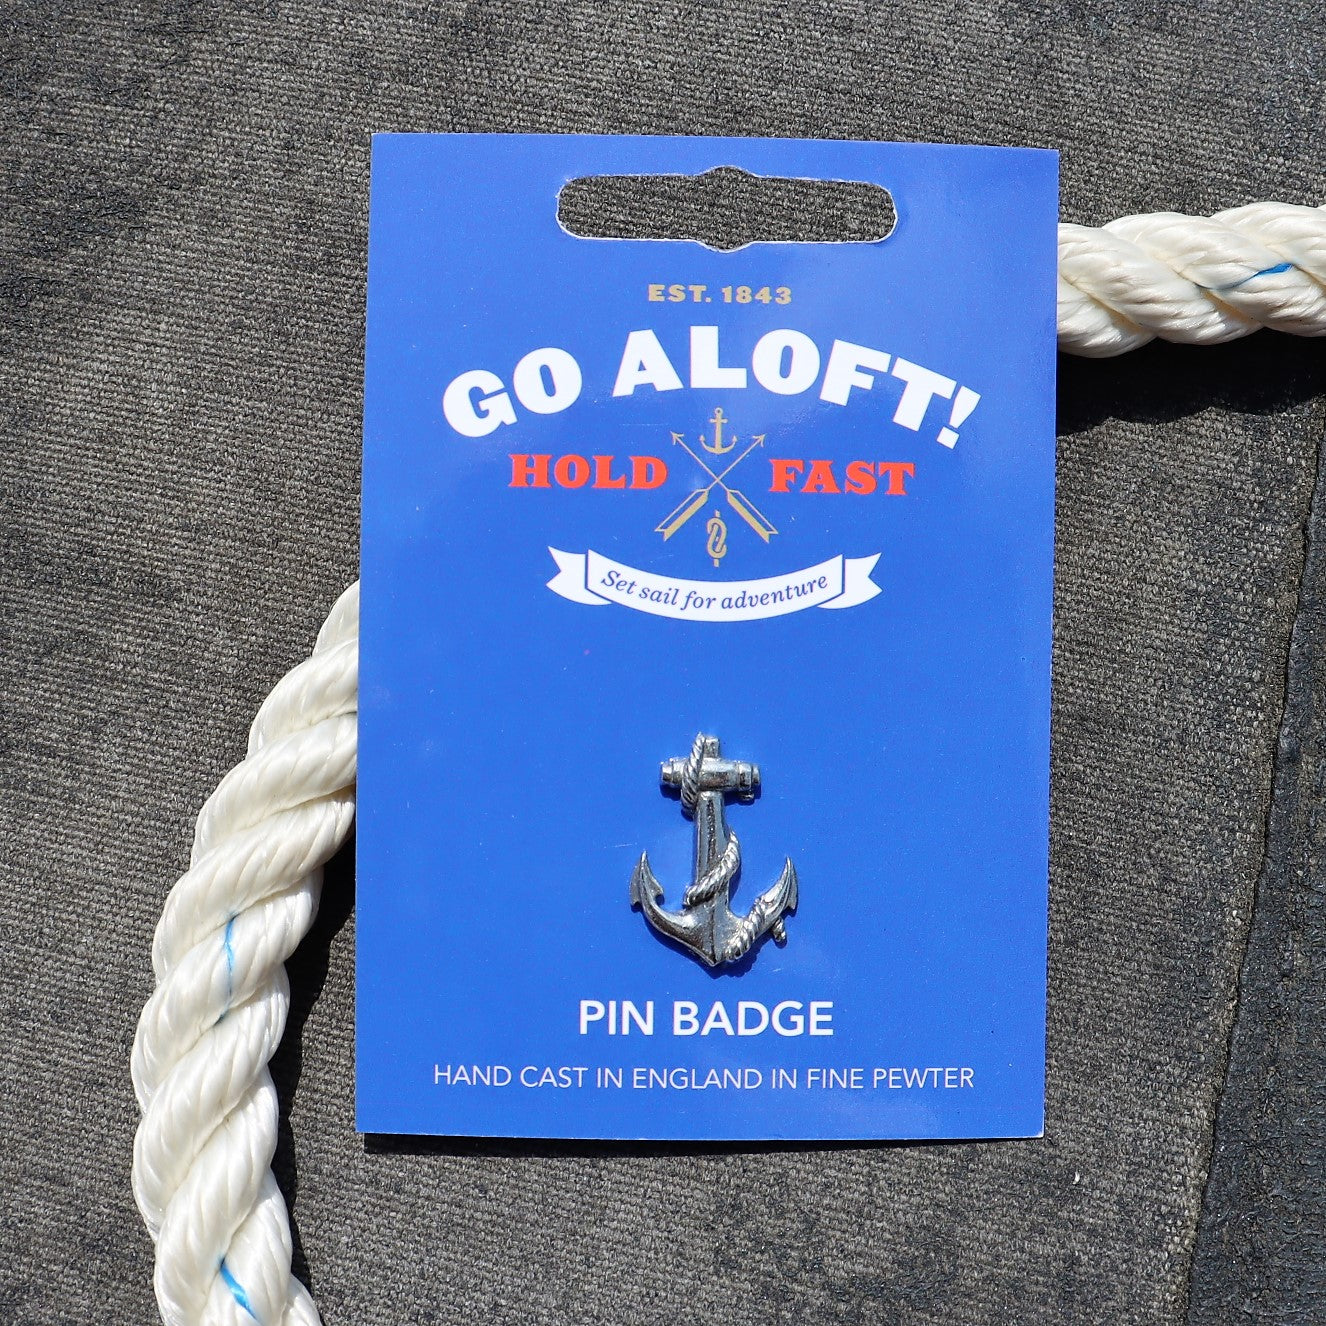 EST. 1843
GO ALOFT!
HOLD FAST
Set sail for adventure
PIN BADGE
HAND CAST IN ENGLAND IN FINE PEWTER